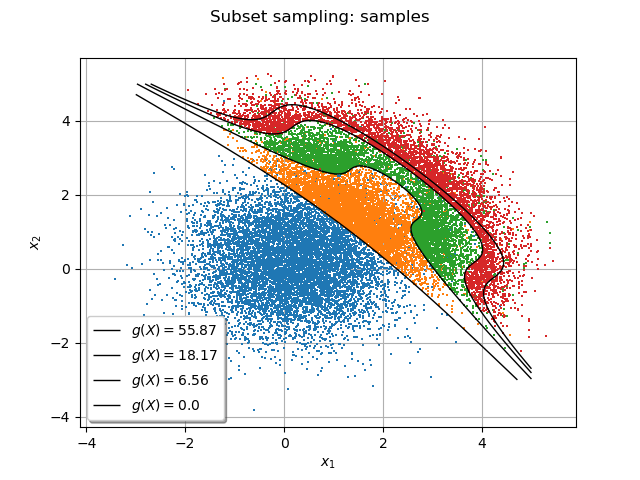 Subset sampling: samples
4
2
0
−2
−4
x2
g(X) = 55.87
g(X) = 18.17
g(X) = 6.56
g(X) = 0.0
−4 −2 0 2 4
x1